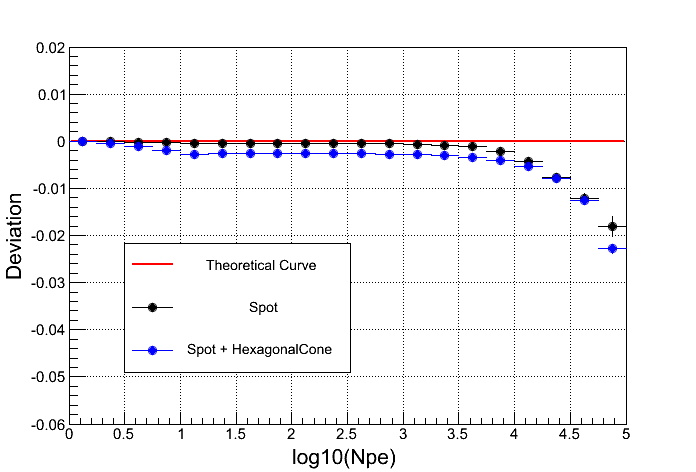 0.02
0.01
0
-0.01
-0.02
-0.03
-0.04
-0.05
-0.06
Deviation
Theoretical Curve
Spot
Spot + HexagonalCone
0 0.5 1 1.5 2 2.5 3 3.5 4 4.5 5
log10(Npe)